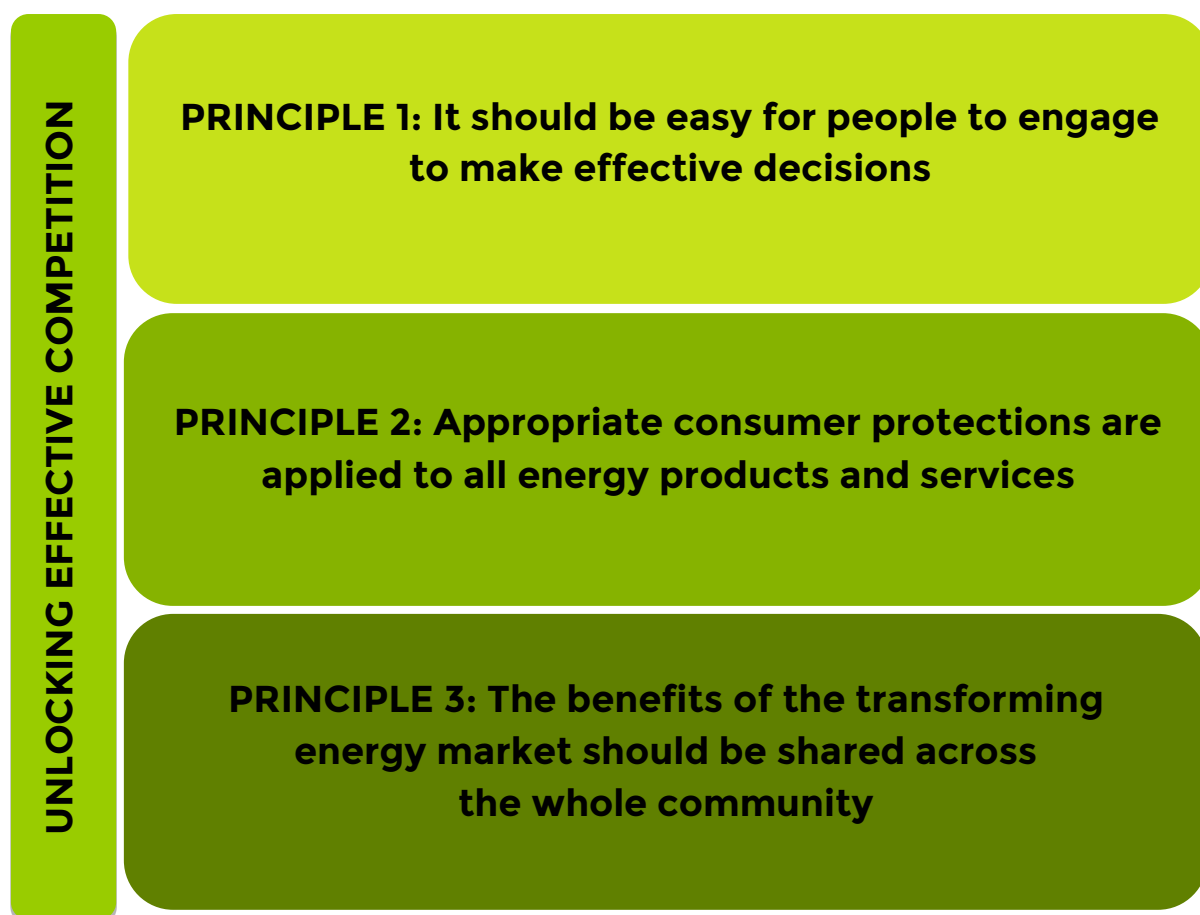 UNLOCKING EFFECTIVE COMPETITION
PRINCIPLE 1: It should be easy for people to engage
to make effective decisions
PRINCIPLE 2: Appropriate consumer protections are
applied to all energy products and services
PRINCIPLE 3: The benefits of the transforming
energy market should be shared across
the whole community